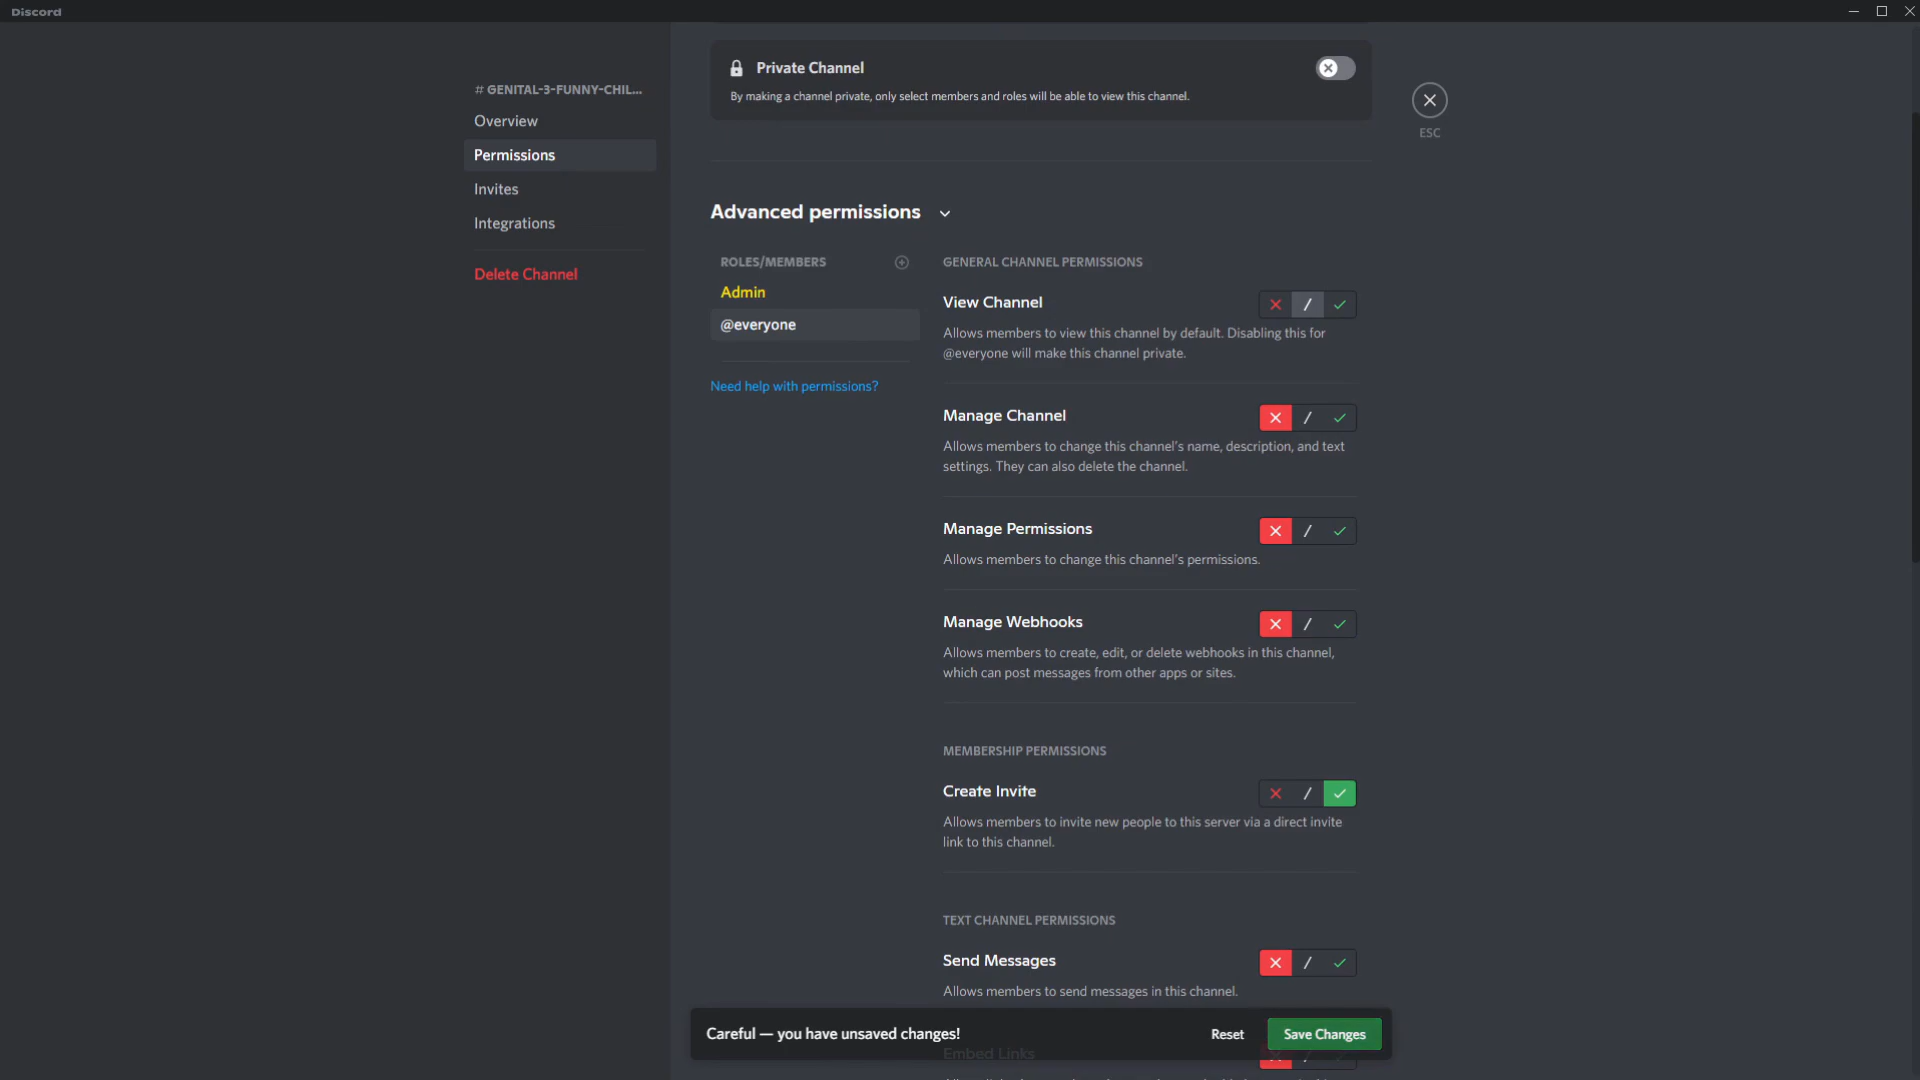 Discord
Private Channel
By making a channel private, only select members and roles will be able to view this channel.
ESC
# GENITAL-3-FUNNY-CHIL...
Overview
Permissions
Invites
Integrations
Delete Channel
Advanced permissions
ROLES/MEMBERS
Admin
@everyone
Need help with permissions?
GENERAL CHANNEL PERMISSIONS
View Channel
Allows members to view this channel by default. Disabling this for
@everyone will make this channel private.
Manage Channel
Allows members to change this channel's name, description, and text
settings. They can also delete the channel.
Manage Permissions
Allows members to change this channel's permissions.
Manage Webhooks
Allows members to create, edit, or delete webhooks in this channel,
which can post messages from other apps or sites.
MEMBERSHIP PERMISSIONS
Create Invite
Allows members to invite new people to this server via a direct invite
link to this channel.
TEXT CHANNEL PERMISSIONS
Send Messages
Allows members to send messages in this channel.
Careful — you have unsaved changes!
Reset
Save Changes
Embed Links